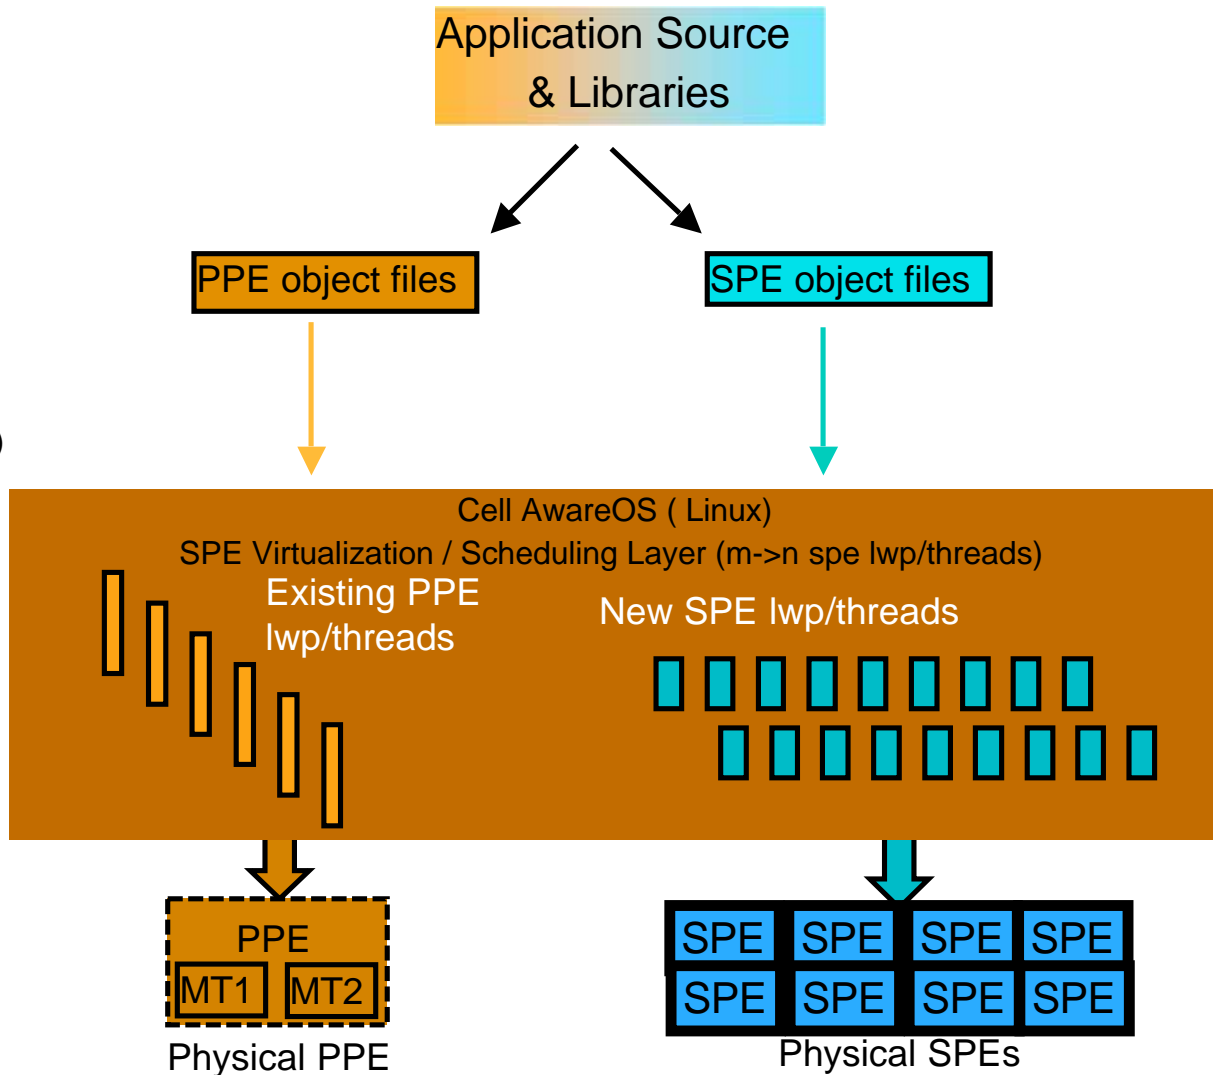 Application Source
& Libraries
PPE object files
SPE object files
)
Cell AwareOS ( Linux)
SPE Virtualization / Scheduling Layer (m->n spe lwp/threads)
Existing PPE
lwp/threads
New SPE lwp/threads
PPE
MT1 MT2
Physical PPE
SPE SPE SPE SPE
SPE SPE SPE SPE
Physical SPEs